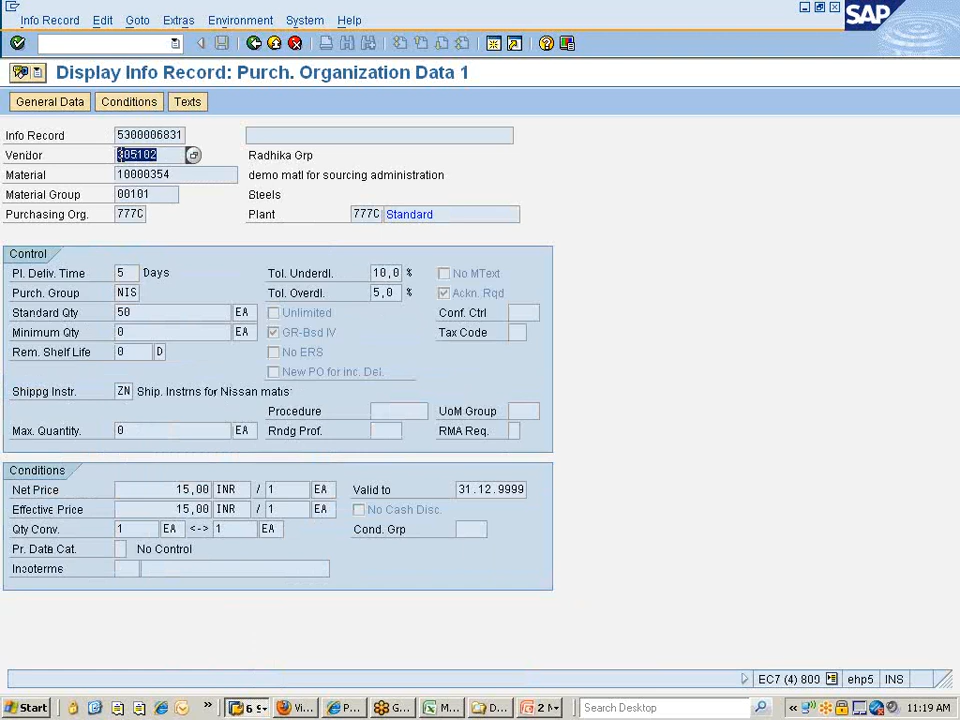 Info Record Edit Goto Extras Environment System Help
SAP
Display Info Record: Purch. Organization Data 1
General Data Conditions Texts
Info Record 5300006831
Vendor 305102 Radhika Grp
Material 10000354 demo matl for sourcing administration
Material Group 00101 Steels
Purchasing Org. 777C Plant 777C Standard
Control
Pl. Deliv. Time 5 Days Tol. Underdl. 10,0 % No MText
Purch. Group NIS Tol. Overdl. 5,0 % Ackn. Rqd
Standard Qty 50 EA Unlimited Conf. Ctrl
Minimum Qty 0 EA GR-Bsd IV Tax Code
Rem. Shelf Life 0 D No ERS
New PO for inc. Del.
Shippg Instr. ZN Ship. Instrns for Nissan matls
Procedure UoM Group
Max. Quantity. 0 EA Rndg Prof. RMA Req.
Conditions
Net Price 15,00 INR / 1 EA Valid to 31.12.9999
Effective Price 15,00 INR / 1 EA No Cash Disc.
Qty Conv. 1 EA <-> 1 EA Cond. Grp
Pr. Date Cat. No Control
Incoterms
EC7 (4) 800 ehp5 INS
Start » 6 S Vi... P... G... M... D... 2 M Search Desktop « 11:19 AM